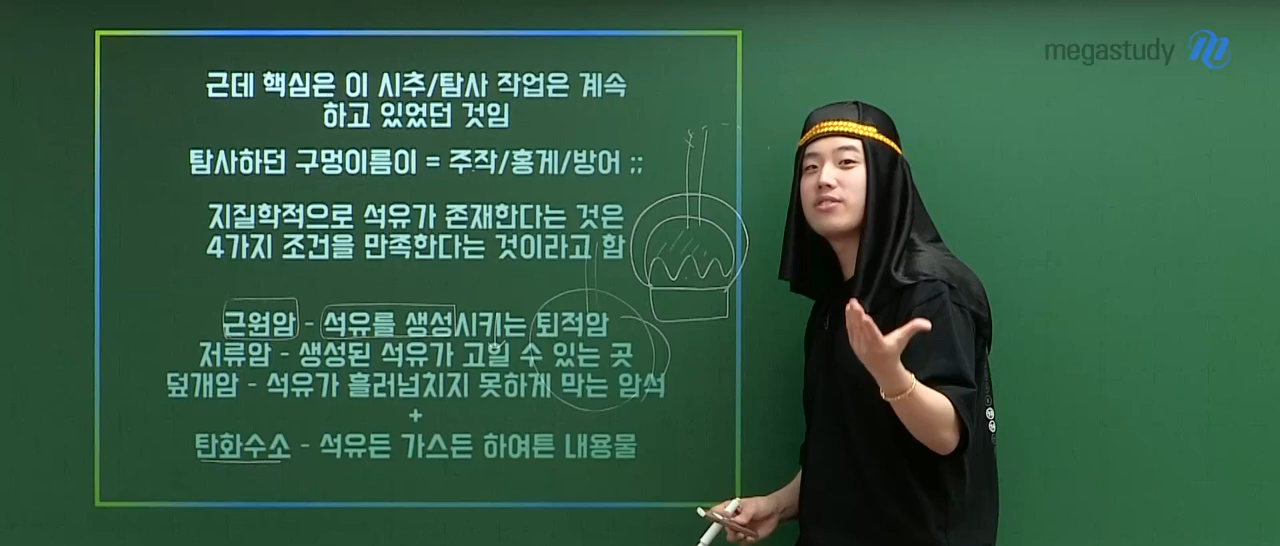 megastudy
근데 핵심은 이 시추/탐사 작업은 계속
하고 있었던 것임
탐사하던 구멍이름이 = 주작/홍게/방어 ;;
지질학적으로 석유가 존재한다는 것은
4가지 조건을 만족한다는 것이라고 함
근원암 - 석유를 생성시키는 퇴적암
저류암 - 생성된 석유가 고일 수 있는 곳
덮개암 - 석유가 흘러넘치지 못하게 막는 암석
+
탄화수소 - 석유든 가스든 하여튼 내용물